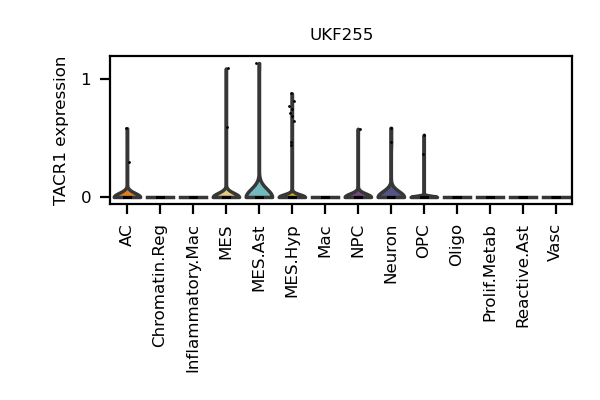 UKF255
TACR1 expression
1
0
AC
Chromatin.Reg
Inflammatory.Mac
MES
MES.Ast
MES.Hyp
Mac
NPC
Neuron
OPC
Oligo
Prolif.Metab
Reactive.Ast
Vasc